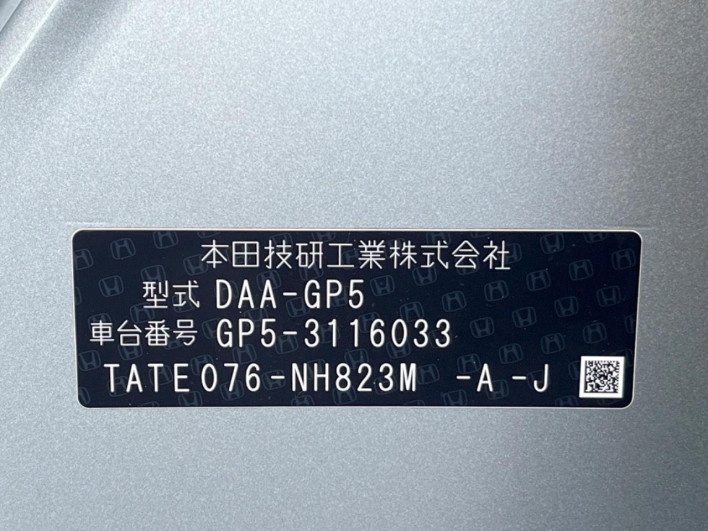 本田技研工業株式会社
型式 DAA-GP5
車台番号 GP5-3116033
TATE076-NH823M -A-J